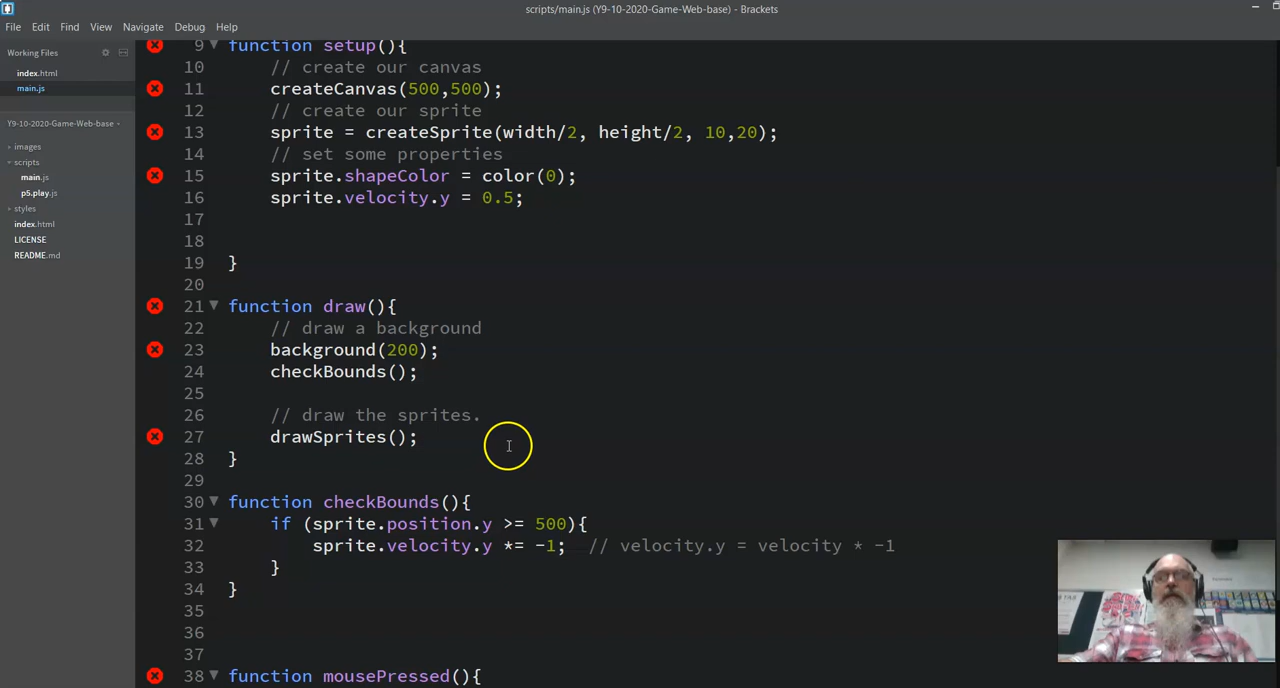 scripts/main.js (Y9-10-2020-Game-Web-base) - Brackets
File Edit Find View Navigate Debug Help
Working Files
index.html
main.js
Y9-10-2020-Game-Web-base
images
scripts
main.js
p5.play.js
styles
index.html
LICENSE
README.md
9 function setup(){
10 // create our canvas
11 createCanvas(500,500);
12 // create our sprite
13 sprite = createSprite(width/2, height/2, 10,20);
14 // set some properties
15 sprite.shapeColor = color(0);
16 sprite.velocity.y = 0.5;
17
18
19 }
20
21 function draw(){
22 // draw a background
23 background(200);
24 checkBounds();
25
26 // draw the sprites.
27 drawSprites();
28 }
29
30 function checkBounds(){
31 if (sprite.position.y >= 500){
32 sprite.velocity.y *= -1; // velocity.y = velocity * -1
33 }
34 }
35
36
37
38 function mousePressed(){